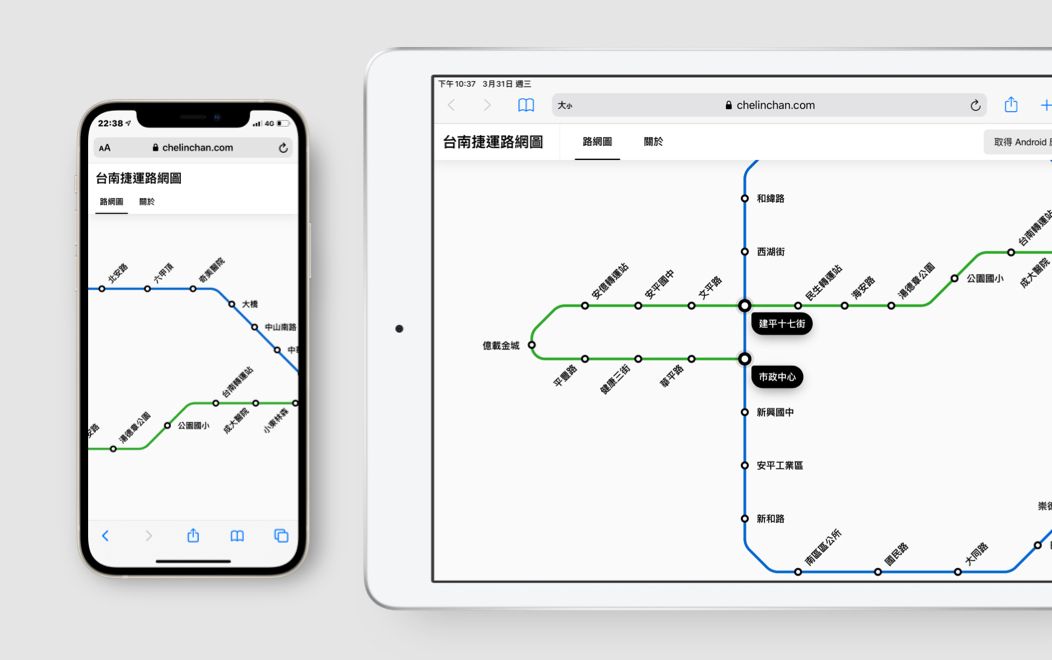 22:38
4G
AA
chelinchan.com
台南捷運路網圖
路網圖
關於
北安路
六甲頂
奇美醫院
大橋
中山南路
台南轉運站
湯德章公園
公園國小
成大醫院
小東林森
下午10:37 3月31日 週三
大小
chelinchan.com
台南捷運路網圖
路網圖
關於
取得 Android
和緯路
西湖街
安億轉運站
安平國中
文平路
民生轉運站
海安路
湯德章公園
公園國小
台南轉運站
成大醫院
建平十七街
億載金城
平豐路
健康三街
華平路
市政中心
新興國中
安平工業區
新和路
南區區公所
國民路
大同路